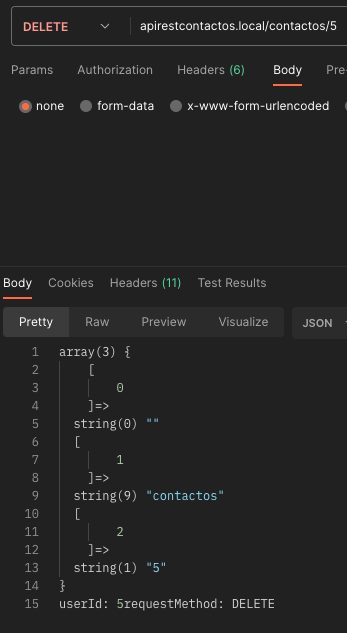 DELETE apirestcontactos.local/contactos/5
Params Authorization Headers (6) Body Pre-
none form-data x-www-form-urlencoded
Body Cookies Headers (11) Test Results
Pretty Raw Preview Visualize JSON
1 array(3) {
2 [
3 0
4 ]=>
5 string(0) ""
6 [
7 1
8 ]=>
9 string(9) "contactos"
10 [
11 2
12 ]=>
13 string(1) "5"
14 }
15 userId: 5requestMethod: DELETE